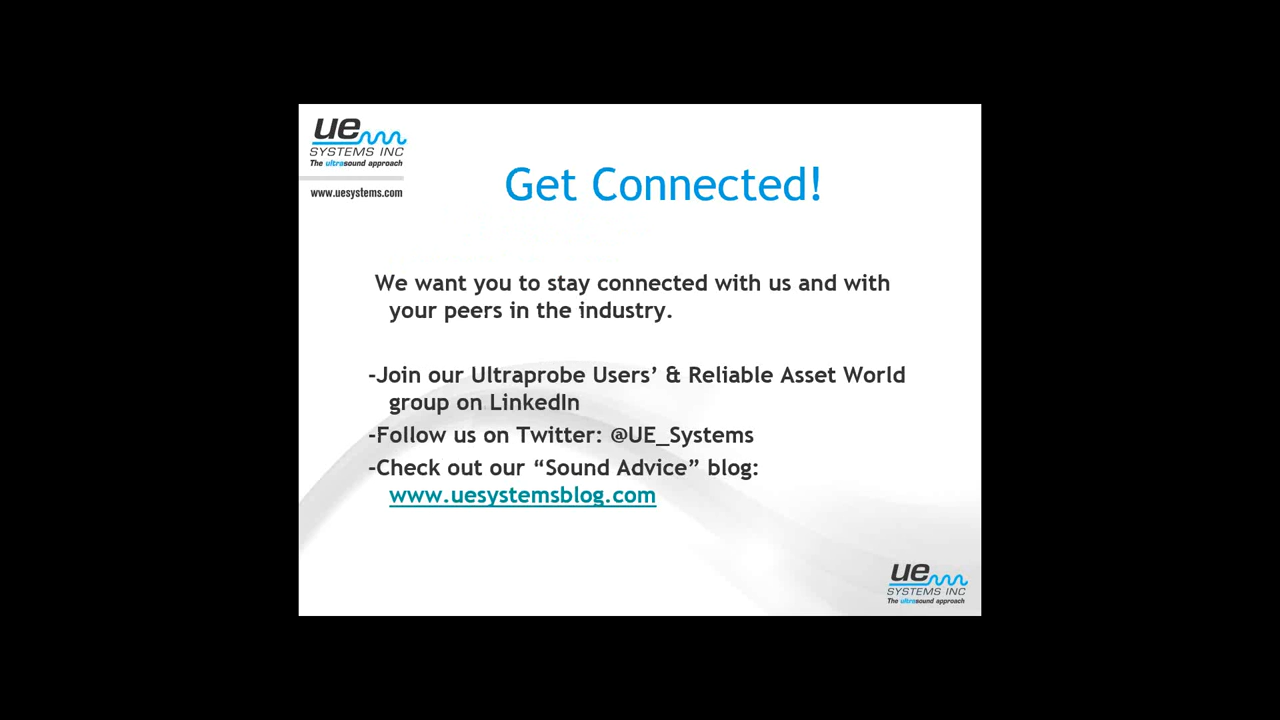 ue
SYSTEMS INC
The ultrasound approach
www.uesystems.com
Get Connected!
We want you to stay connected with us and with
your peers in the industry.
-Join our Ultraprobe Users’ & Reliable Asset World
group on LinkedIn
-Follow us on Twitter: @UE_Systems
-Check out our “Sound Advice” blog:
www.uesystemsblog.com
ue
SYSTEMS INC
The ultrasound approach